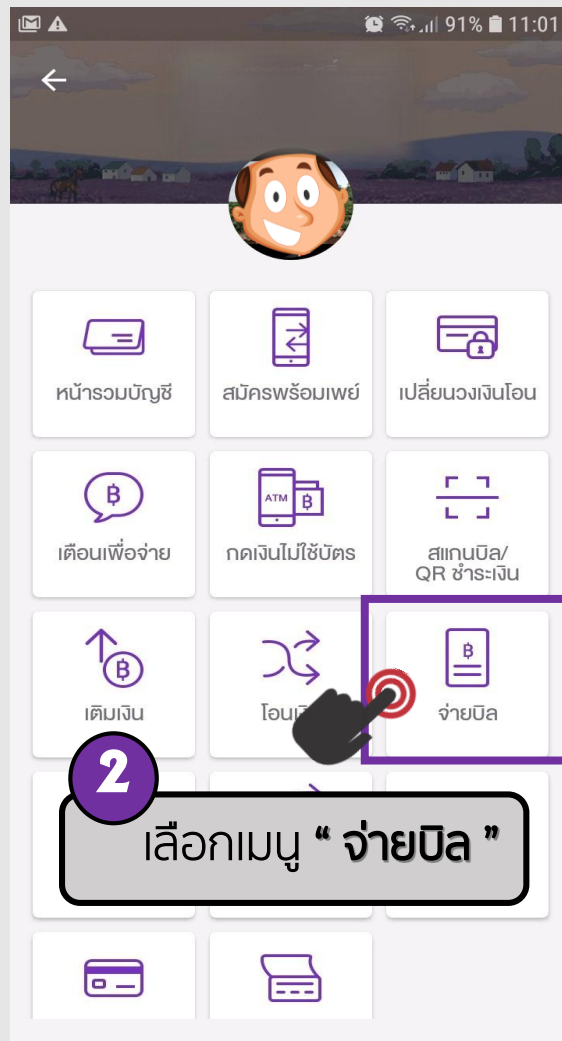 91% 11:01
หน้ารวมบัญชี
สมัครพร้อมเพย์
เปลี่ยนวงเงินโอน
เตือนเพื่อจ่าย
ATM
กดเงินไม่ใช้บัตร
สแกนบิล/
QR ชำระเงิน
เติมเงิน
จ่ายบิล
2
เลือกเมนู “ จ่ายบิล ”